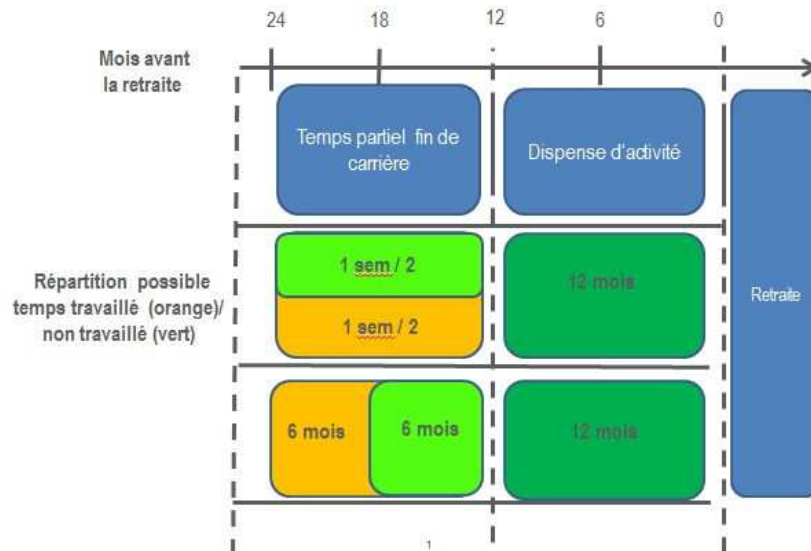 24 18 12 6 0
Mois avant
la retraite
Temps partiel fin de
carrière
Dispense d'activité
Répartition possible
temps travaillé (orange)/
non travaillé (vert)
1 sem / 2
1 sem / 2
12 mois
Retraite
6 mois
6 mois
12 mois
1